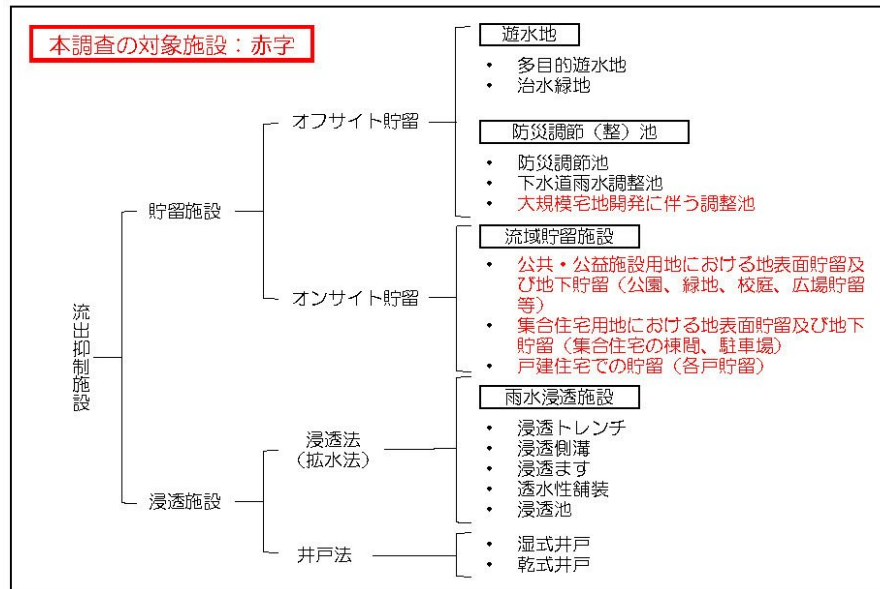 本調査の対象施設：赤字
流出抑制施設
貯留施設
オフサイト貯留
遊水地
・ 多目的遊水地
・ 治水緑地
防災調節（整）池
・ 防災調節池
・ 下水道雨水調整池
・ 大規模宅地開発に伴う調整池
オンサイト貯留
流域貯留施設
・ 公共・公益施設用地における地表面貯留及
び地下貯留（公園、緑地、校庭、広場貯留
等）
・ 集合住宅用地における地表面貯留及び地下
貯留（集合住宅の棟間、駐車場）
・ 戸建住宅での貯留（各戸貯留）
浸透施設
浸透法
（拡水法）
雨水浸透施設
・ 浸透トレンチ
・ 浸透側溝
・ 浸透ます
・ 透水性舗装
・ 浸透池
井戸法
・ 湿式井戸
・ 乾式井戸